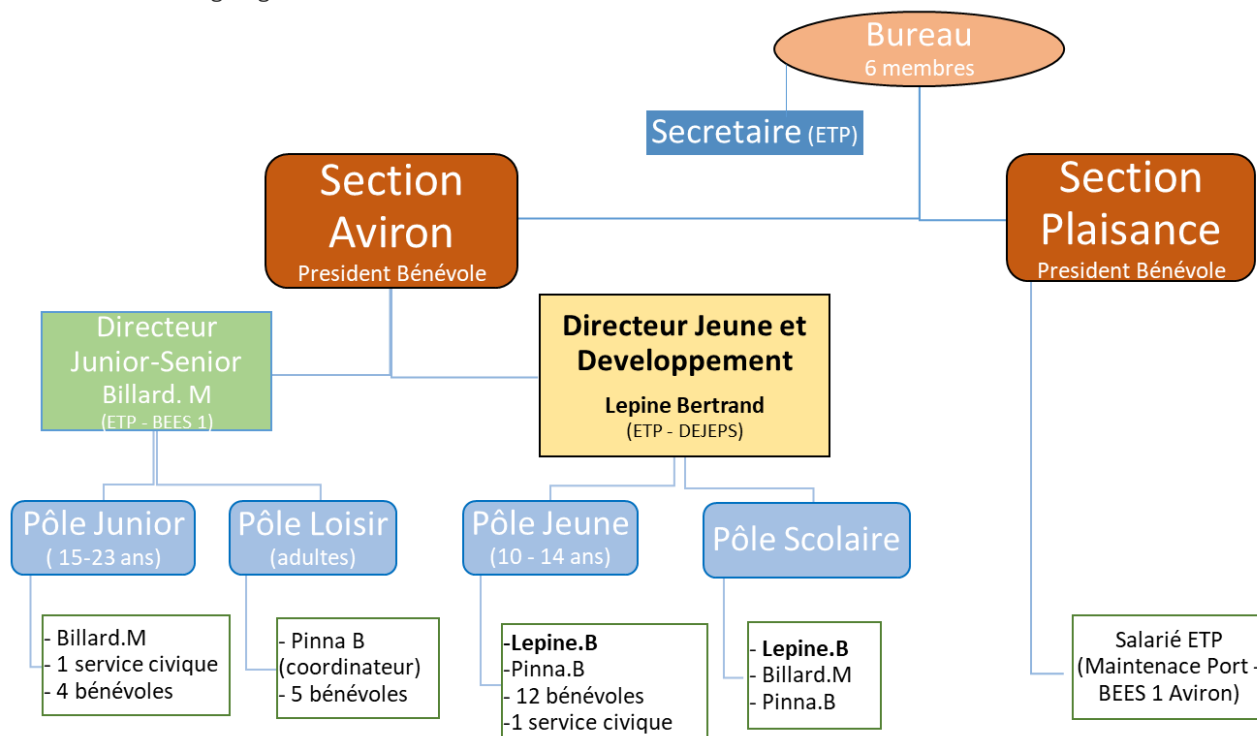 Bureau
6 membres
Secretaire (ETP)
Section
Aviron
President Bénévole
Section
Plaisance
President Bénévole
Directeur
Junior-Senior
Billard. M
(ETP - BEES 1)
Directeur Jeune et
Developpement
Lepine Bertrand
(ETP - DEJEPS)
Pôle Junior
( 15-23 ans)
Pôle Loisir
(adultes)
Pôle Jeune
(10 - 14 ans)
Pôle Scolaire
- Billard.M
- 1 service civique
- 4 bénévoles
- Pinna B
(coordinateur)
- 5 bénévoles
-Lepine.B
-Pinna.B
- 12 bénévoles
-1 service civique
- Lepine.B
- Billard.M
- Pinna.B
Salarié ETP
(Maintenace Port -
BEES 1 Aviron)